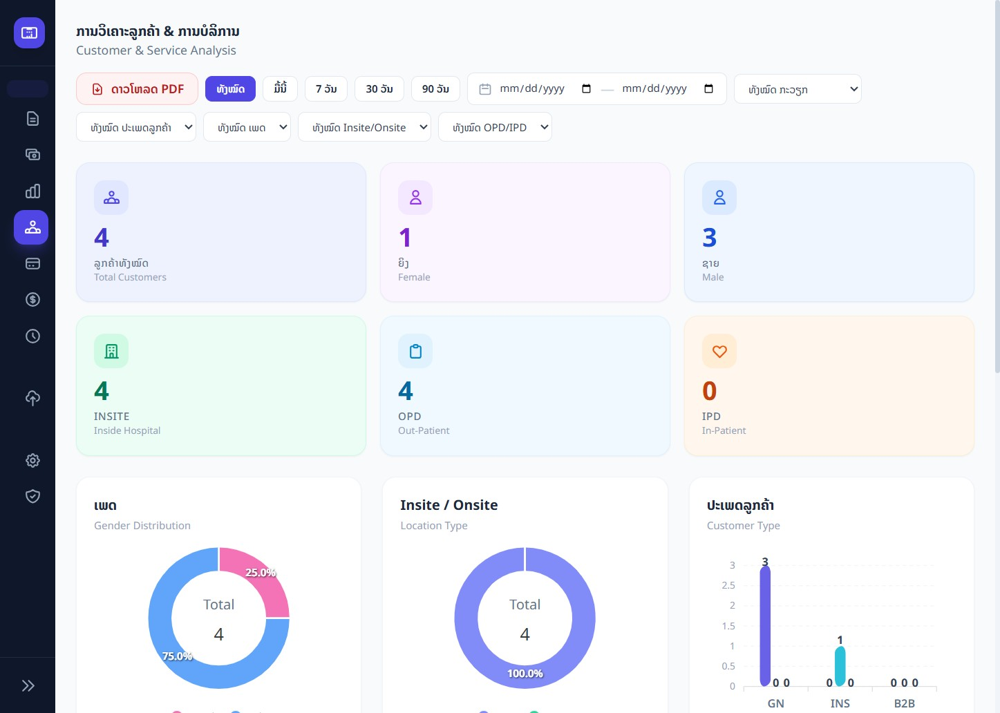 ການວິເຄາະລູກຄ້າ & ການບໍລິການ
Customer & Service Analysis
ດາວໂຫລດ PDF
ທັງໝົດ
ມື້ນີ້
7 ວັນ
30 ວັນ
90 ວັນ
mm/dd/yyyy — mm/dd/yyyy
ທັງໝົດ ກະວຽກ
ທັງໝົດ ປະເພດລູກຄ້າ
ທັງໝົດ ເພດ
ທັງໝົດ Insite/Onsite
ທັງໝົດ OPD/IPD
4
ລູກຄ້າທັງໝົດ
Total Customers
1
ຍິງ
Female
3
ຊາຍ
Male
4
INSITE
Inside Hospital
4
OPD
Out-Patient
0
IPD
In-Patient
ເພດ
Gender Distribution
25.0%
Total
4
75.0%
Insite / Onsite
Location Type
Total
4
100.0%
ປະເພດລູກຄ້າ
Customer Type
3
2.5
2
1.5
1
0.5
0
3
0 0
0
1
0
0 0 0
GN
INS
B2B